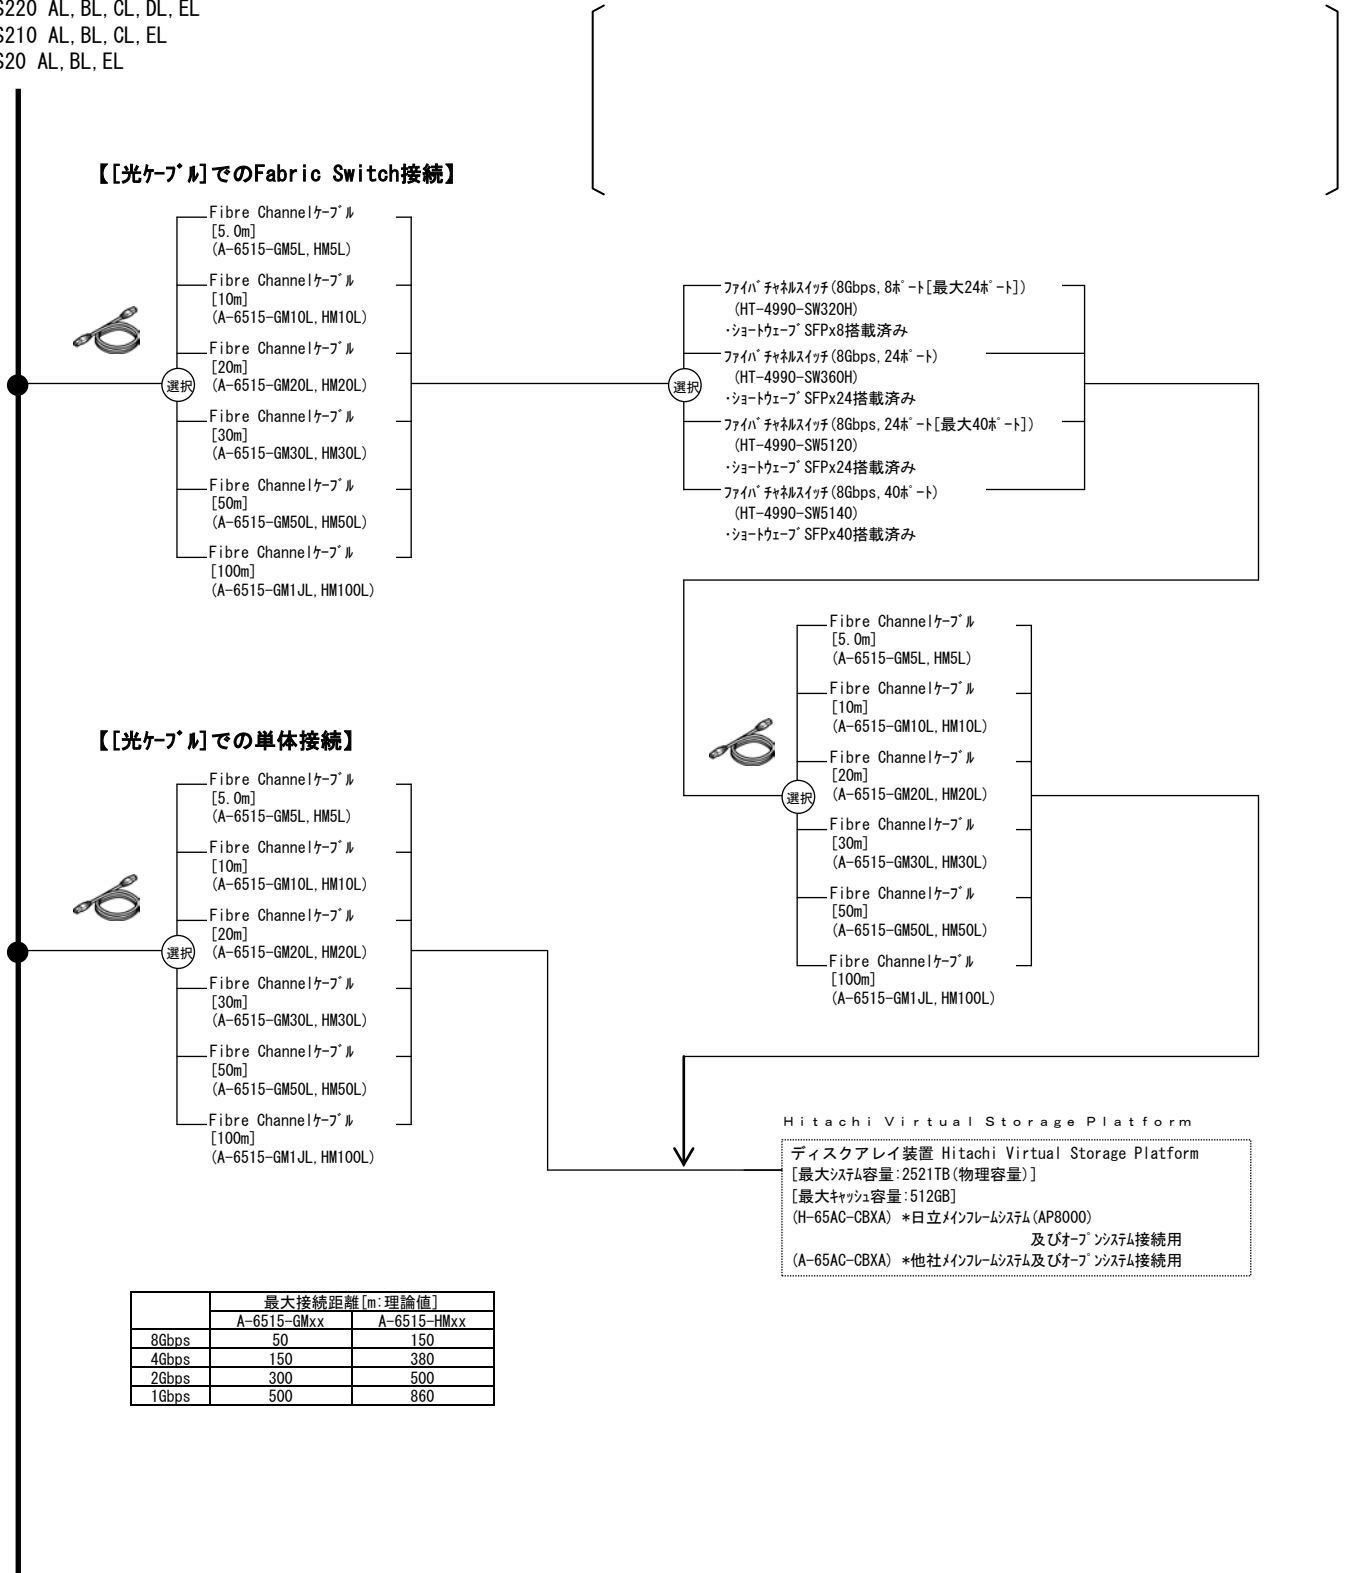 S220 AL,BL,CL,DL,EL
S210 AL,BL,CL,EL
S20 AL,BL,EL
【[光ｹｰﾌﾞﾙ]でのFabric Switch接続】
Fibre Channelｹｰﾌﾞﾙ
[5.0m]
(A-6515-GM5L,HM5L)
Fibre Channelｹｰﾌﾞﾙ
[10m]
(A-6515-GM10L,HM10L)
Fibre Channelｹｰﾌﾞﾙ
[20m]
選択
(A-6515-GM20L,HM20L)
Fibre Channelｹｰﾌﾞﾙ
[30m]
(A-6515-GM30L,HM30L)
Fibre Channelｹｰﾌﾞﾙ
[50m]
(A-6515-GM50L,HM50L)
Fibre Channelｹｰﾌﾞﾙ
[100m]
(A-6515-GM1JL,HM100L)
ﾌｧｲﾊﾞﾁｬﾈﾙｽｲｯﾁ(8Gbps,8ﾎﾟｰﾄ[最大24ﾎﾟｰﾄ])
(HT-4990-SW320H)
･ｼｮｰﾄｳｪｰﾌﾞSFPx8搭載済み
ﾌｧｲﾊﾞﾁｬﾈﾙｽｲｯﾁ(8Gbps,24ﾎﾟｰﾄ)
選択
(HT-4990-SW360H)
･ｼｮｰﾄｳｪｰﾌﾞSFPx24搭載済み
ﾌｧｲﾊﾞﾁｬﾈﾙｽｲｯﾁ(8Gbps,24ﾎﾟｰﾄ[最大40ﾎﾟｰﾄ])
(HT-4990-SW5120)
･ｼｮｰﾄｳｪｰﾌﾞSFPx24搭載済み
ﾌｧｲﾊﾞﾁｬﾈﾙｽｲｯﾁ(8Gbps,40ﾎﾟｰﾄ)
(HT-4990-SW5140)
･ｼｮｰﾄｳｪｰﾌﾞSFPx40搭載済み
Fibre Channelｹｰﾌﾞﾙ
[5.0m]
(A-6515-GM5L,HM5L)
Fibre Channelｹｰﾌﾞﾙ
[10m]
(A-6515-GM10L,HM10L)
Fibre Channelｹｰﾌﾞﾙ
[20m]
選択
(A-6515-GM20L,HM20L)
Fibre Channelｹｰﾌﾞﾙ
[30m]
(A-6515-GM30L,HM30L)
Fibre Channelｹｰﾌﾞﾙ
[50m]
(A-6515-GM50L,HM50L)
Fibre Channelｹｰﾌﾞﾙ
[100m]
(A-6515-GM1JL,HM100L)
【[光ｹｰﾌﾞﾙ]での単体接続】
Fibre Channelｹｰﾌﾞﾙ
[5.0m]
(A-6515-GM5L,HM5L)
Fibre Channelｹｰﾌﾞﾙ
[10m]
(A-6515-GM10L,HM10L)
Fibre Channelｹｰﾌﾞﾙ
[20m]
選択
(A-6515-GM20L,HM20L)
Fibre Channelｹｰﾌﾞﾙ
[30m]
(A-6515-GM30L,HM30L)
Fibre Channelｹｰﾌﾞﾙ
[50m]
(A-6515-GM50L,HM50L)
Fibre Channelｹｰﾌﾞﾙ
[100m]
(A-6515-GM1JL,HM100L)
Ｈｉｔａｃｈｉ Ｖｉｒｔｕａｌ Ｓｔｏｒａｇｅ Ｐｌａｔｆｏｒｍ
ディスクアレイ装置 Hitachi Virtual Storage Platform
[最大ｼｽﾃﾑ容量:2521TB(物理容量)]
[最大ｷｬｯｼｭ容量:512GB]
(H-65AC-CBXA) *日立ﾒｲﾝﾌﾚｰﾑｼｽﾃﾑ(AP8000)
及びｵｰﾌﾟﾝｼｽﾃﾑ接続用
(A-65AC-CBXA) *他社ﾒｲﾝﾌﾚｰﾑｼｽﾃﾑ及びｵｰﾌﾟﾝｼｽﾃﾑ接続用
最大接続距離[m:理論値]
A-6515-GMxx A-6515-HMxx
8Gbps 50 150
4Gbps 150 380
2Gbps 300 500
1Gbps 500 860